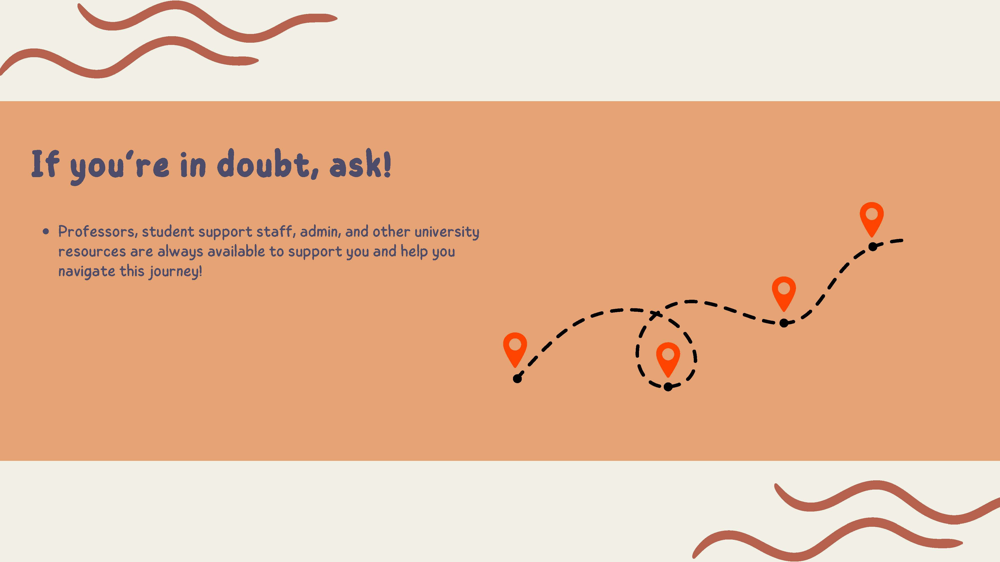 If you're in doubt, ask!
• Professors, student support staff, admin, and other university
resources are always available to support you and help you
navigate this journey!